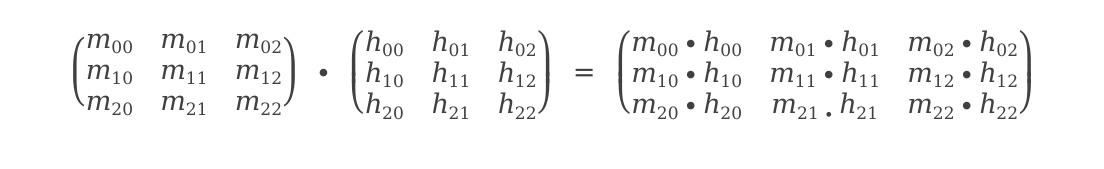 m₀₀ m₀₁ m₀₂ h₀₀ h₀₁ h₀₂ m₀₀ • h₀₀ m₀₁ • h₀₁ m₀₂ • h₀₂
(m₁₀ m₁₁ m₁₂) • (h₁₀ h₁₁ h₁₂) = (m₁₀ • h₁₀ m₁₁ • h₁₁ m₁₂ • h₁₂)
m₂₀ m₂₁ m₂₂ h₂₀ h₂₁ h₂₂ m₂₀ • h₂₀ m₂₁ • h₂₁ m₂₂ • h₂₂